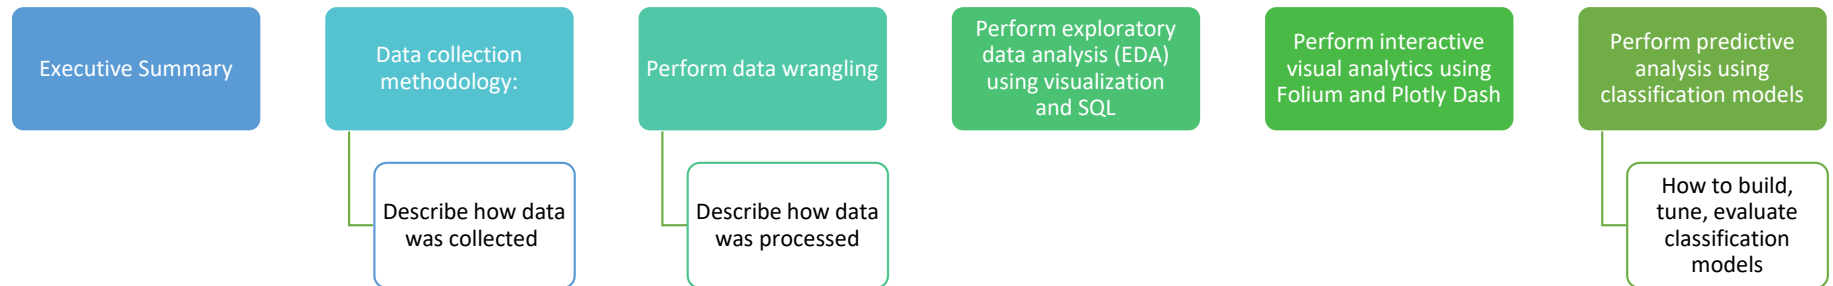 Executive Summary
Data collection
methodology:
Describe how data
was collected
Perform data wrangling
Describe how data
was processed
Perform exploratory
data analysis (EDA)
using visualization
and SQL
Perform interactive
visual analytics using
Folium and Plotly Dash
Perform predictive
analysis using
classification models
How to build,
tune, evaluate
classification
models